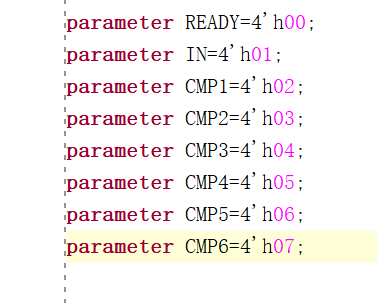 parameter READY=4'h00;
parameter IN=4'h01;
parameter CMP1=4'h02;
parameter CMP2=4'h03;
parameter CMP3=4'h04;
parameter CMP4=4'h05;
parameter CMP5=4'h06;
parameter CMP6=4'h07;